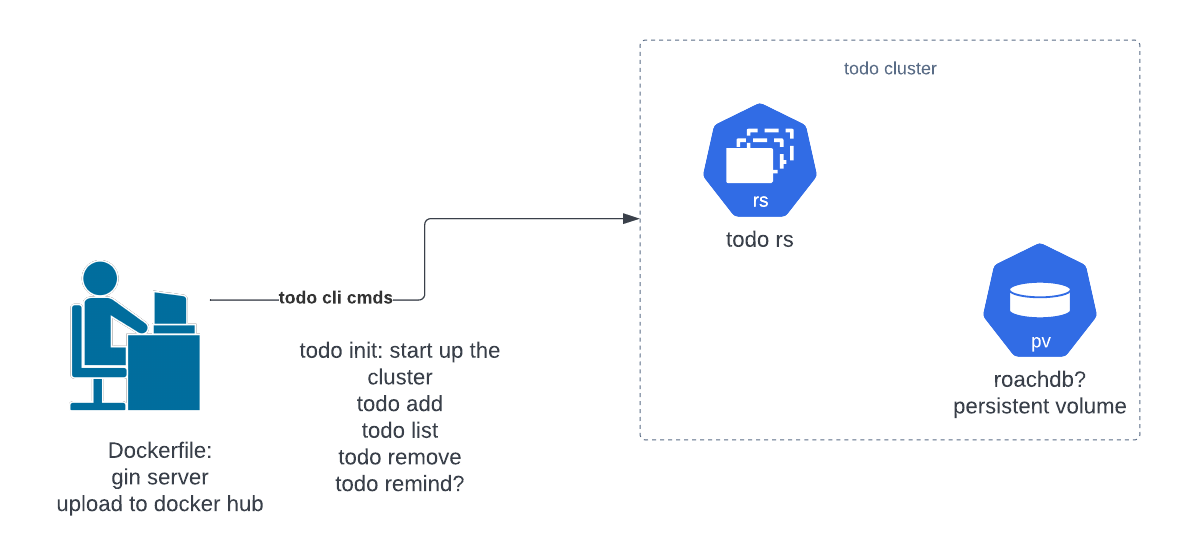 todo cluster
rs
todo rs
pv
roachdb?
persistent volume
todo cli cmds
todo init: start up the
cluster
todo add
todo list
todo remove
todo remind?
Dockerfile:
gin server
upload to docker hub